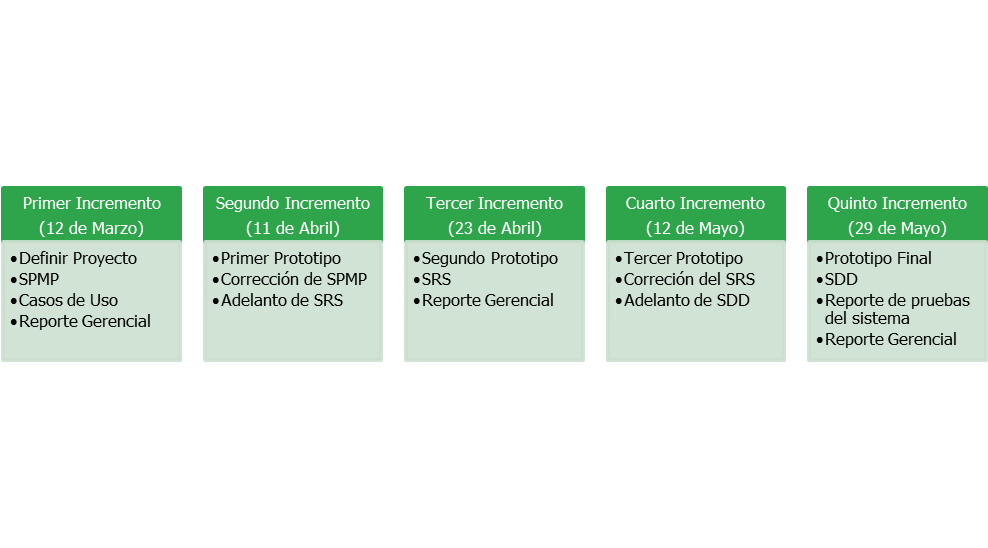 Primer Incremento
(12 de Marzo)
•Definir Proyecto
•SPMP
•Casos de Uso
•Reporte Gerencial
Segundo Incremento
(11 de Abril)
•Primer Prototipo
•Corrección de SPMP
•Adelanto de SRS
Tercer Incremento
(23 de Abril)
•Segundo Prototipo
•SRS
•Reporte Gerencial
Cuarto Incremento
(12 de Mayo)
•Tercer Prototipo
•Correción del SRS
•Adelanto de SDD
Quinto Incremento
(29 de Mayo)
•Prototipo Final
•SDD
•Reporte de pruebas
del sistema
•Reporte Gerencial